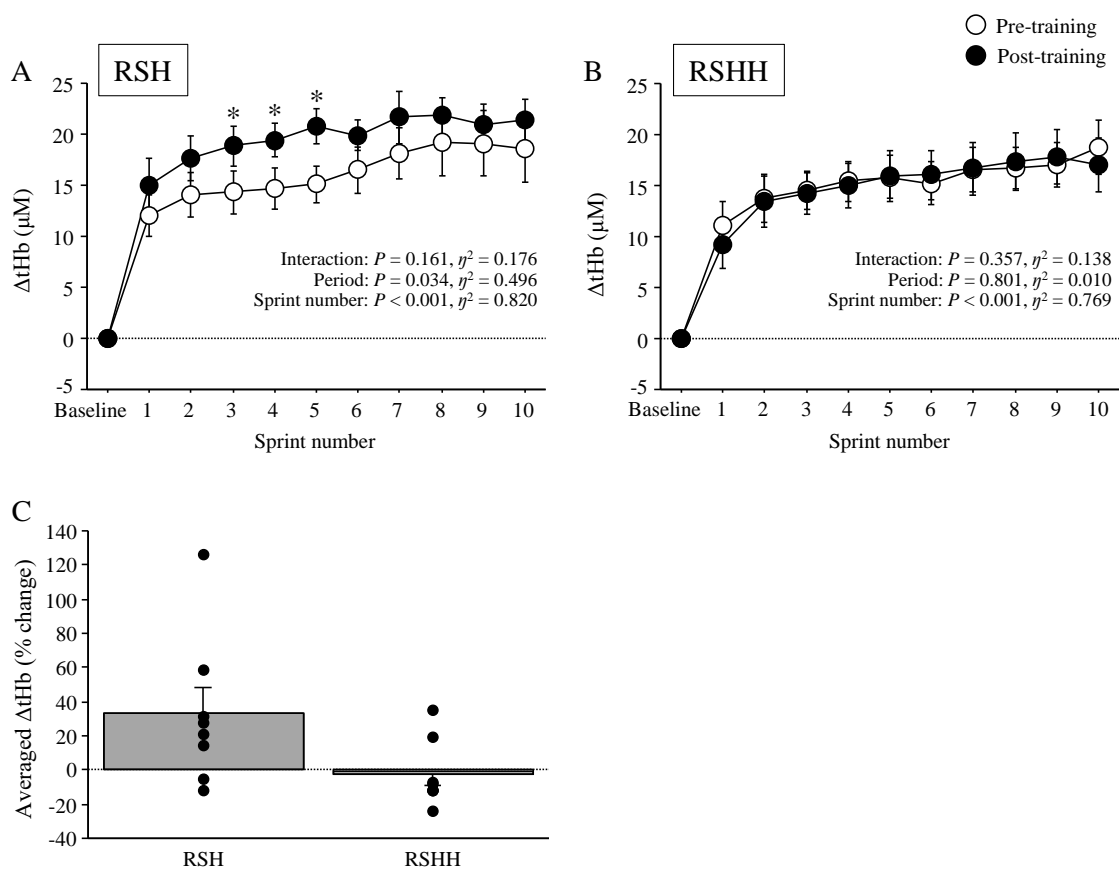 Pre-training
Post-training
A
RSH
25
20
15
10
5
0
-5
ΔtHb (μM)
* * *
Interaction: P = 0.161, η² = 0.176
Period: P = 0.034, η² = 0.496
Sprint number: P < 0.001, η² = 0.820
Baseline 1 2 3 4 5 6 7 8 9 10
Sprint number
B
RSHH
25
20
15
10
5
0
-5
ΔtHb (μM)
Interaction: P = 0.357, η² = 0.138
Period: P = 0.801, η² = 0.010
Sprint number: P < 0.001, η² = 0.769
Baseline 1 2 3 4 5 6 7 8 9 10
Sprint number
C
140
120
100
80
60
40
20
0
-20
-40
Averaged ΔtHb (% change)
RSH RSHH